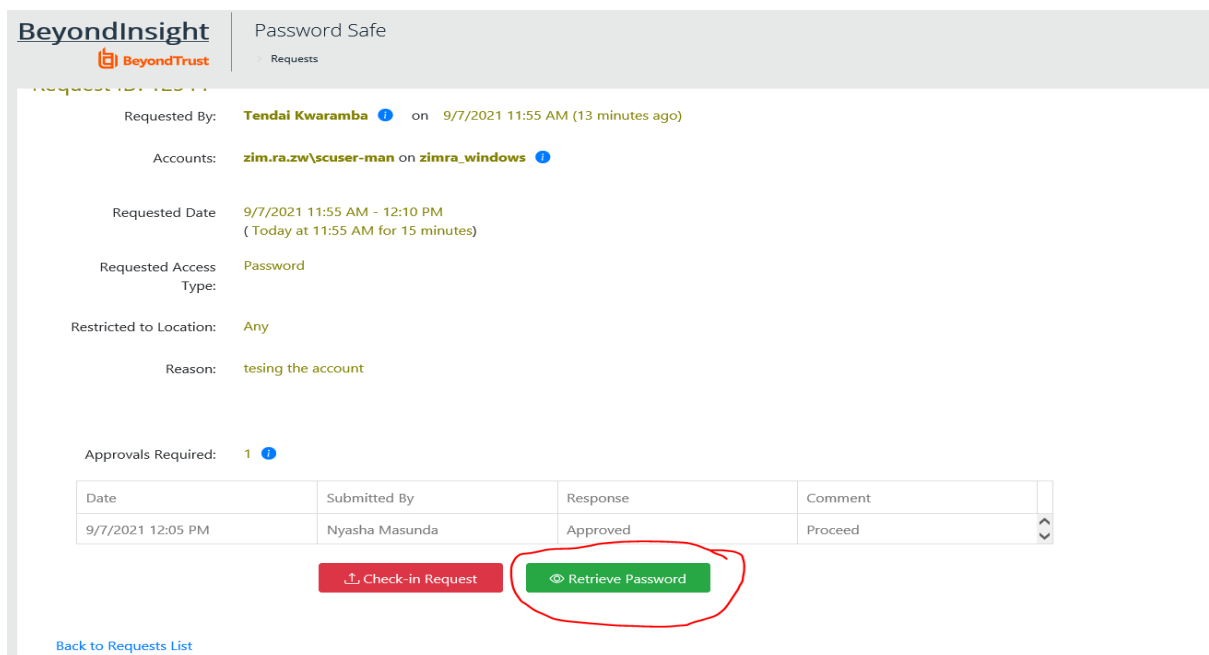 BeyondInsight
BeyondTrust
Password Safe
Requests
Requested By: Tendai Kwaramba on 9/7/2021 11:55 AM (13 minutes ago)
Accounts: zim.ra.zw\scuser-man on zimra_windows
Requested Date 9/7/2021 11:55 AM - 12:10 PM
( Today at 11:55 AM for 15 minutes)
Requested Access Type: Password
Restricted to Location: Any
Reason: tesing the account
Approvals Required: 1
Date Submitted By Response Comment
9/7/2021 12:05 PM Nyasha Masunda Approved Proceed
Check-in Request Retrieve Password
Back to Requests List